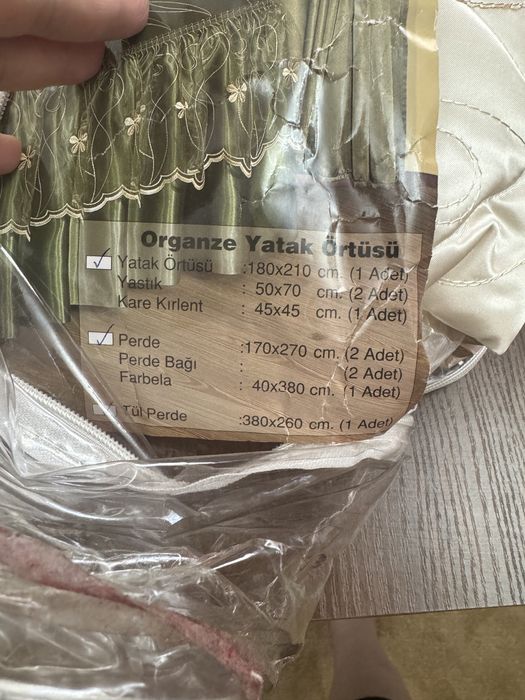 Organze Yatak Örtüsü
Yatak Örtüsü :180x210 cm. (1 Adet)
Yastık : 50x70 cm. (2 Adet)
Kare Kırlent : 45x45 cm. (1 Adet)
Perde :170x270 cm. (2 Adet)
Perde Bağı : (2 Adet)
Farbela : 40x380 cm. (1 Adet)
Tül Perde :380x260 cm. (1 Adet)